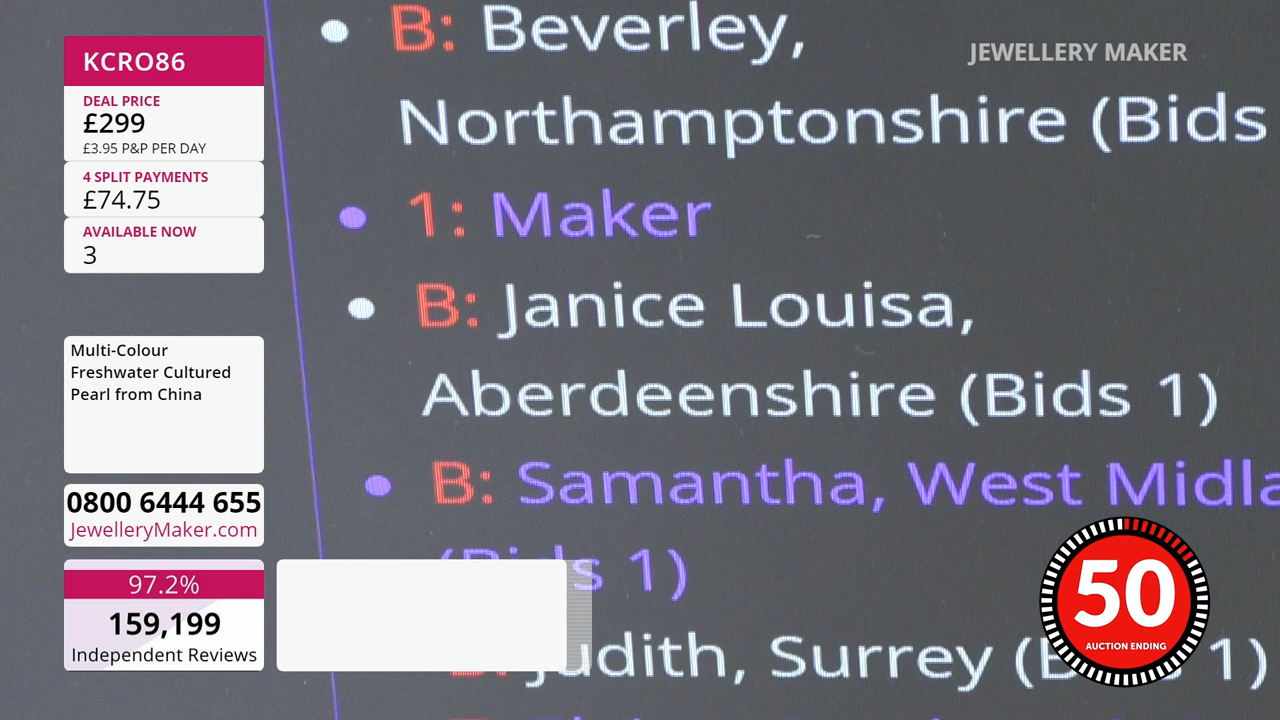 KCRO86
DEAL PRICE
£299
£3.95 P&P PER DAY
4 SPLIT PAYMENTS
£74.75
AVAILABLE NOW
3
Multi-Colour
Freshwater Cultured
Pearl from China
0800 6444 655
JewelleryMaker.com
97.2%
159,199
Independent Reviews
JEWELLERY MAKER
• B: Beverley,
Northamptonshire (Bids
• 1: Maker
• B: Janice Louisa,
Aberdeenshire (Bids 1)
• B: Samantha, West Midla
(Bids 1)
Judith, Surrey (B 1)
50
AUCTION ENDING